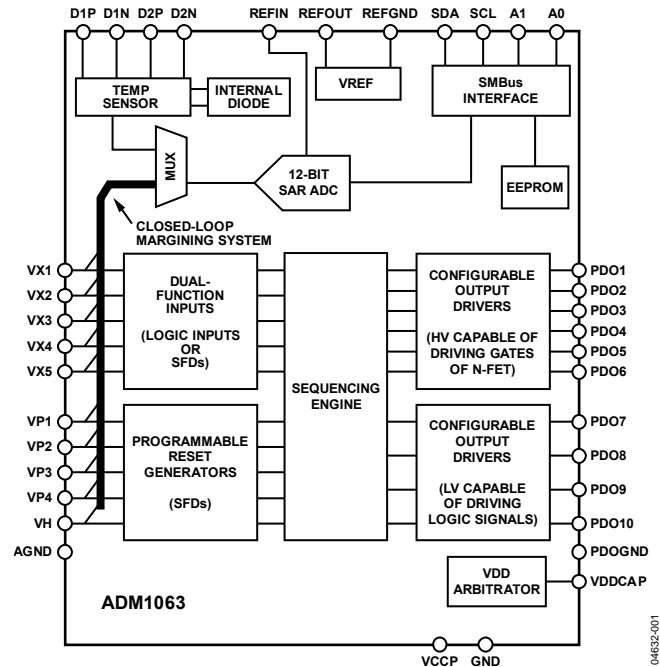 D1P D1N D2P D2N REFIN REFOUT REFGND SDA SCL A1 A0
TEMP
SENSOR
INTERNAL
DIODE
VREF
SMBus
INTERFACE
MUX
12-BIT
SAR ADC
EEPROM
CLOSED-LOOP
MARGINING SYSTEM
VX1
VX2
VX3
VX4
VX5
DUAL-
FUNCTION
INPUTS
(LOGIC INPUTS
OR
SFDs)
SEQUENCING
ENGINE
CONFIGURABLE
OUTPUT
DRIVERS
(HV CAPABLE OF
DRIVING GATES
OF N-FET)
PDO1
PDO2
PDO3
PDO4
PDO5
PDO6
VP1
VP2
VP3
VP4
VH
AGND
PROGRAMMABLE
RESET
GENERATORS
(SFDs)
CONFIGURABLE
OUTPUT
DRIVERS
(LV CAPABLE
OF DRIVING
LOGIC SIGNALS)
PDO7
PDO8
PDO9
PDO10
PDOGND
VDDCAP
VDD
ARBITRATOR
ADM1063
VCCP GND
04632-001